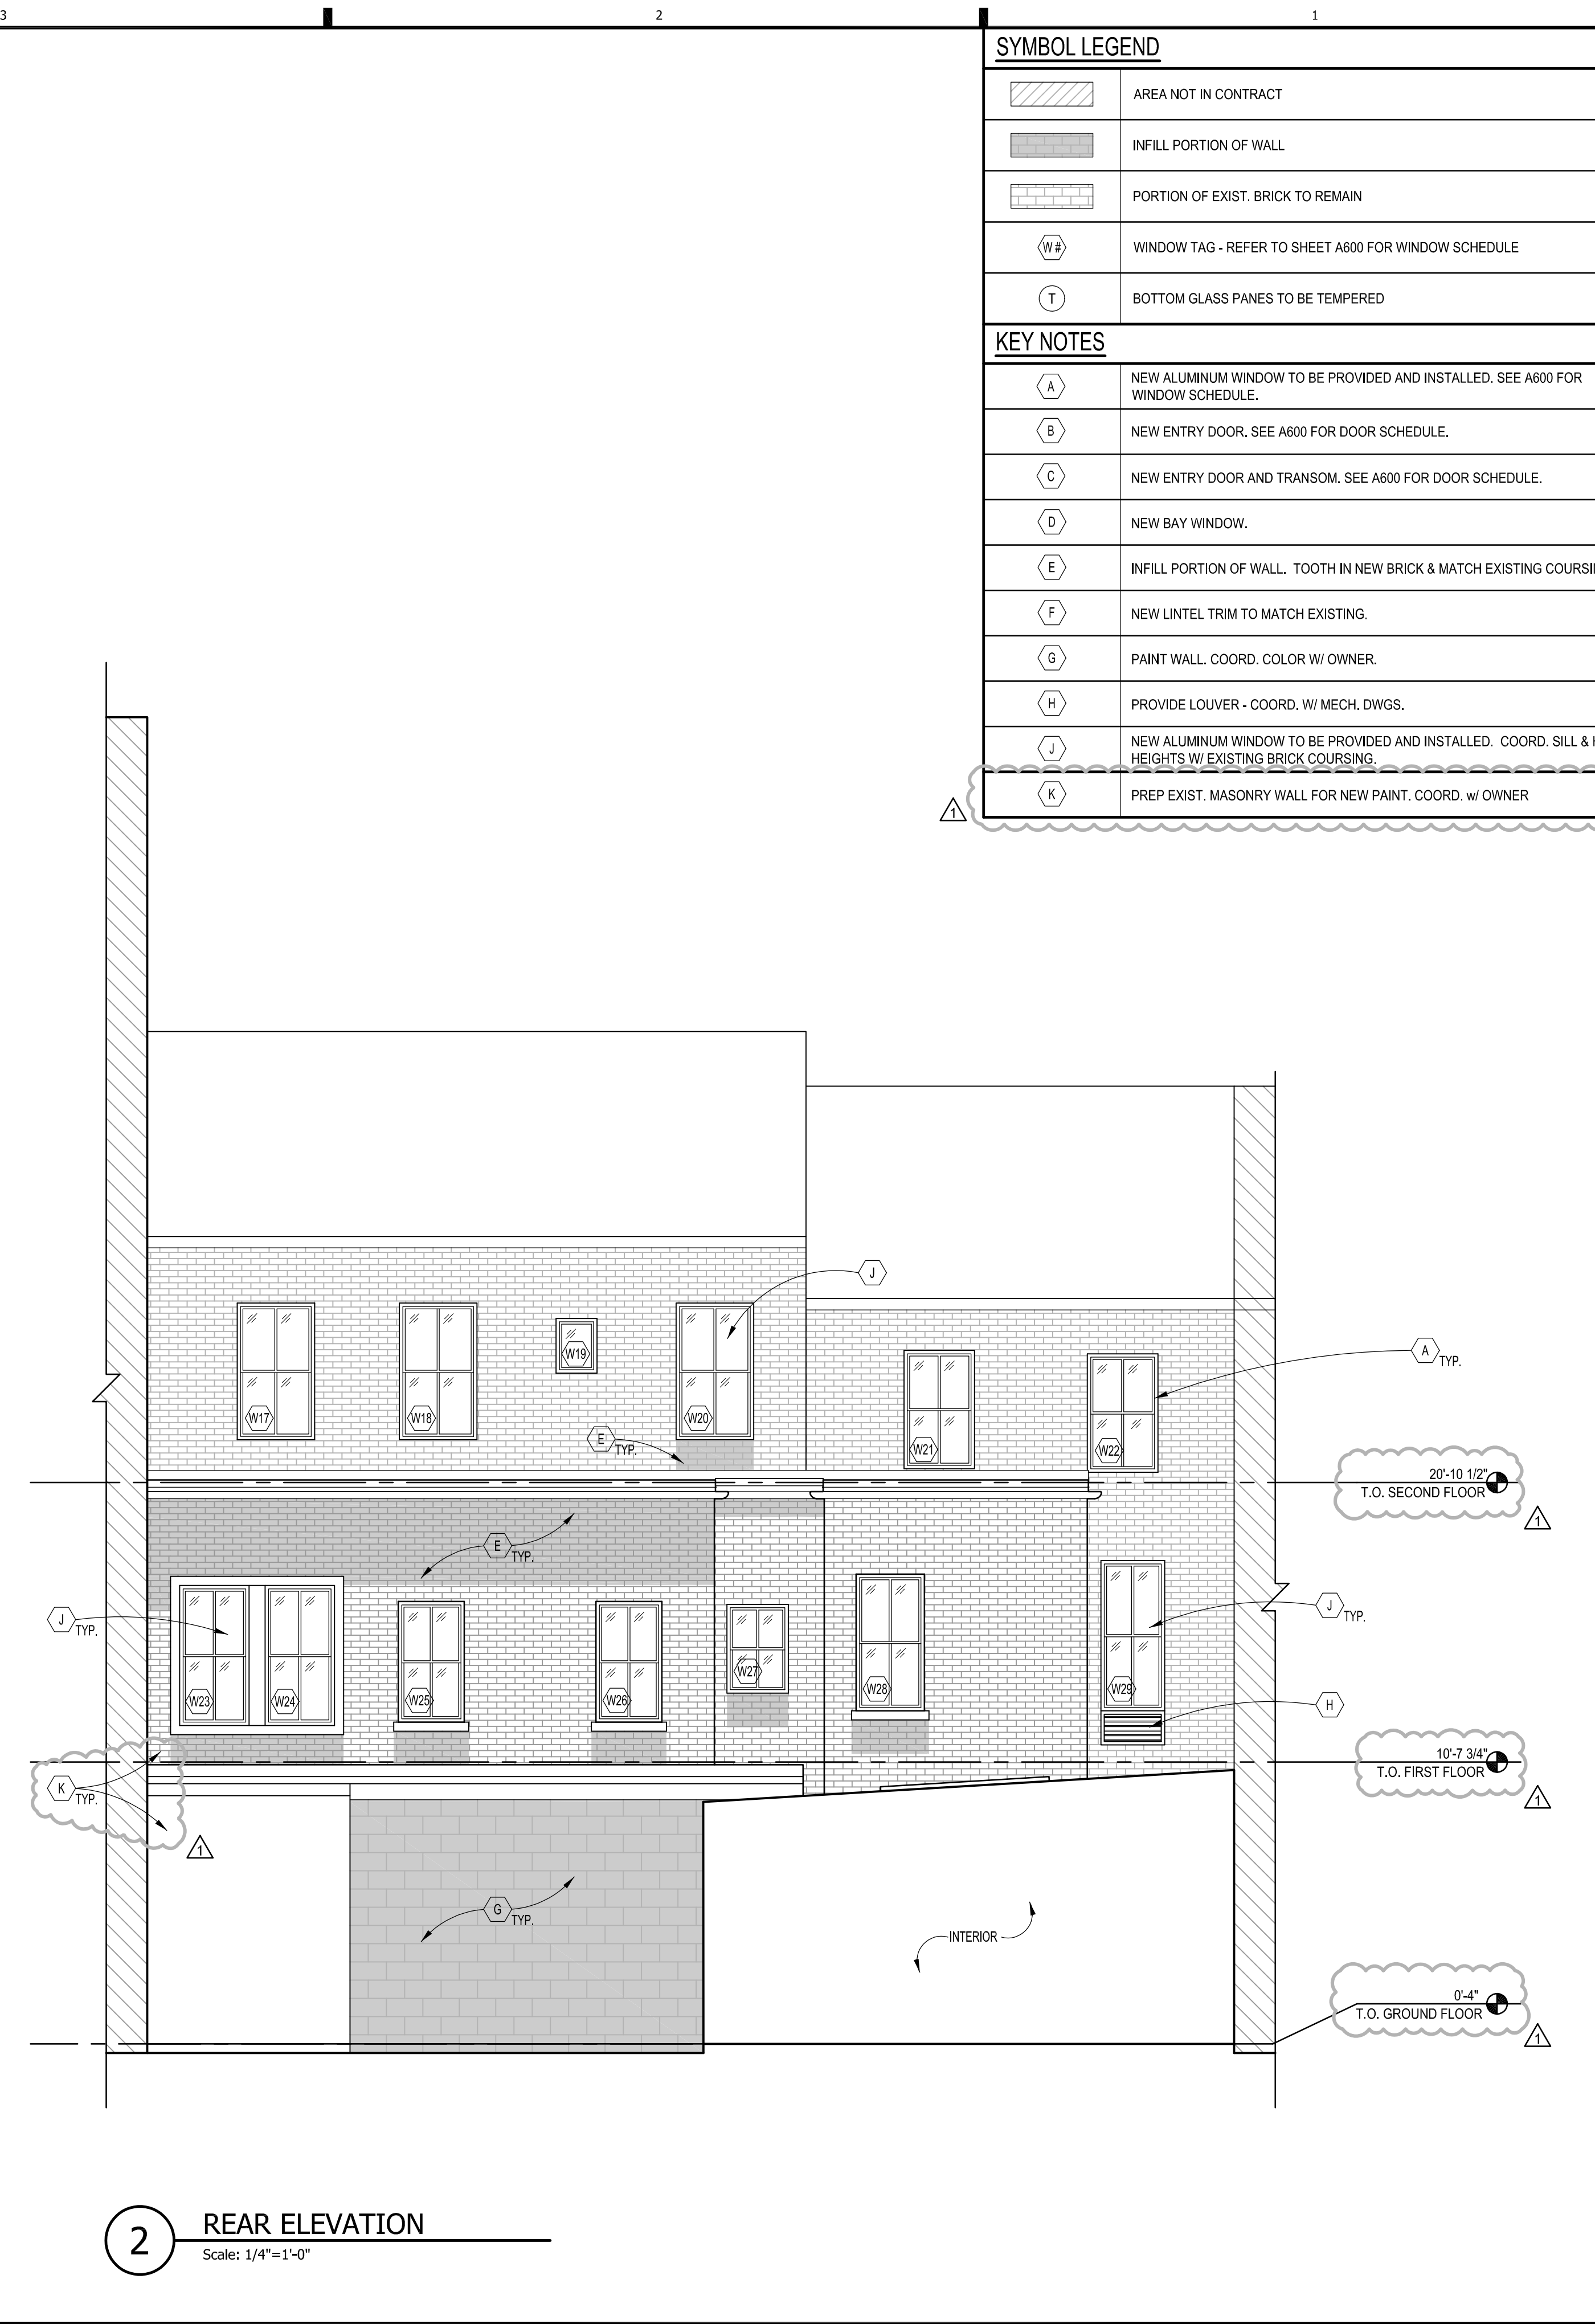 3
2
1
SYMBOL LEGEND
AREA NOT IN CONTRACT
INFILL PORTION OF WALL
PORTION OF EXIST. BRICK TO REMAIN
W #
WINDOW TAG - REFER TO SHEET A600 FOR WINDOW SCHEDULE
T
BOTTOM GLASS PANES TO BE TEMPERED
KEY NOTES
A
NEW ALUMINUM WINDOW TO BE PROVIDED AND INSTALLED. SEE A600 FOR
WINDOW SCHEDULE.
B
NEW ENTRY DOOR. SEE A600 FOR DOOR SCHEDULE.
C
NEW ENTRY DOOR AND TRANSOM. SEE A600 FOR DOOR SCHEDULE.
D
NEW BAY WINDOW.
E
INFILL PORTION OF WALL. TOOTH IN NEW BRICK & MATCH EXISTING
F
NEW LINTEL TRIM TO MATCH EXISTING.
G
PAINT WALL. COORD. COLOR W/ OWNER.
H
PROVIDE LOUVER - COORD. W/ MECH. DWGS.
J
NEW ALUMINUM WINDOW TO BE PROVIDED AND INSTALLED. COORD. SILL &
HEIGHTS W/ EXISTING BRICK COURSING.
K
PREP EXIST. MASONRY WALL FOR NEW PAINT. COORD. w/ OWNER
1
J
W19
A
TYP.
W17
W18
W20
E
TYP.
W21
W22
20'-10 1/2"
T.O. SECOND FLOOR
1
E
TYP.
J
TYP.
J
TYP.
W23
W24
W25
W26
W27
W28
W29
H
10'-7 3/4"
T.O. FIRST FLOOR
1
K
TYP.
1
G
TYP.
INTERIOR
0'-4"
T.O. GROUND FLOOR
1
2
REAR ELEVATION
Scale: 1/4"=1'-0"